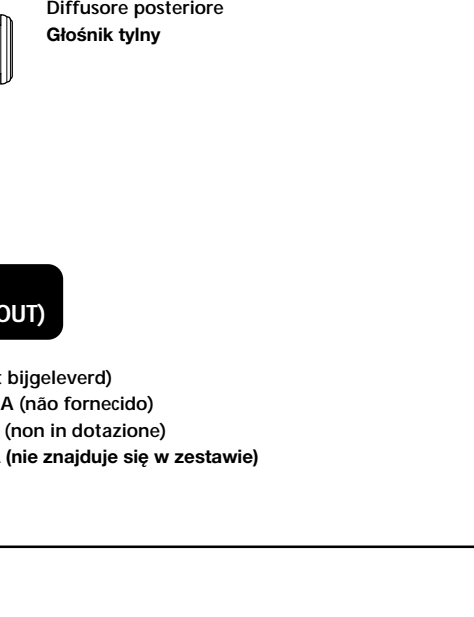 Diffusore posteriore
Głośnik tylny
OUT)
bijgeleverd)
A (não fornecido)
(non in dotazione)
(nie znajduje się w zestawie)